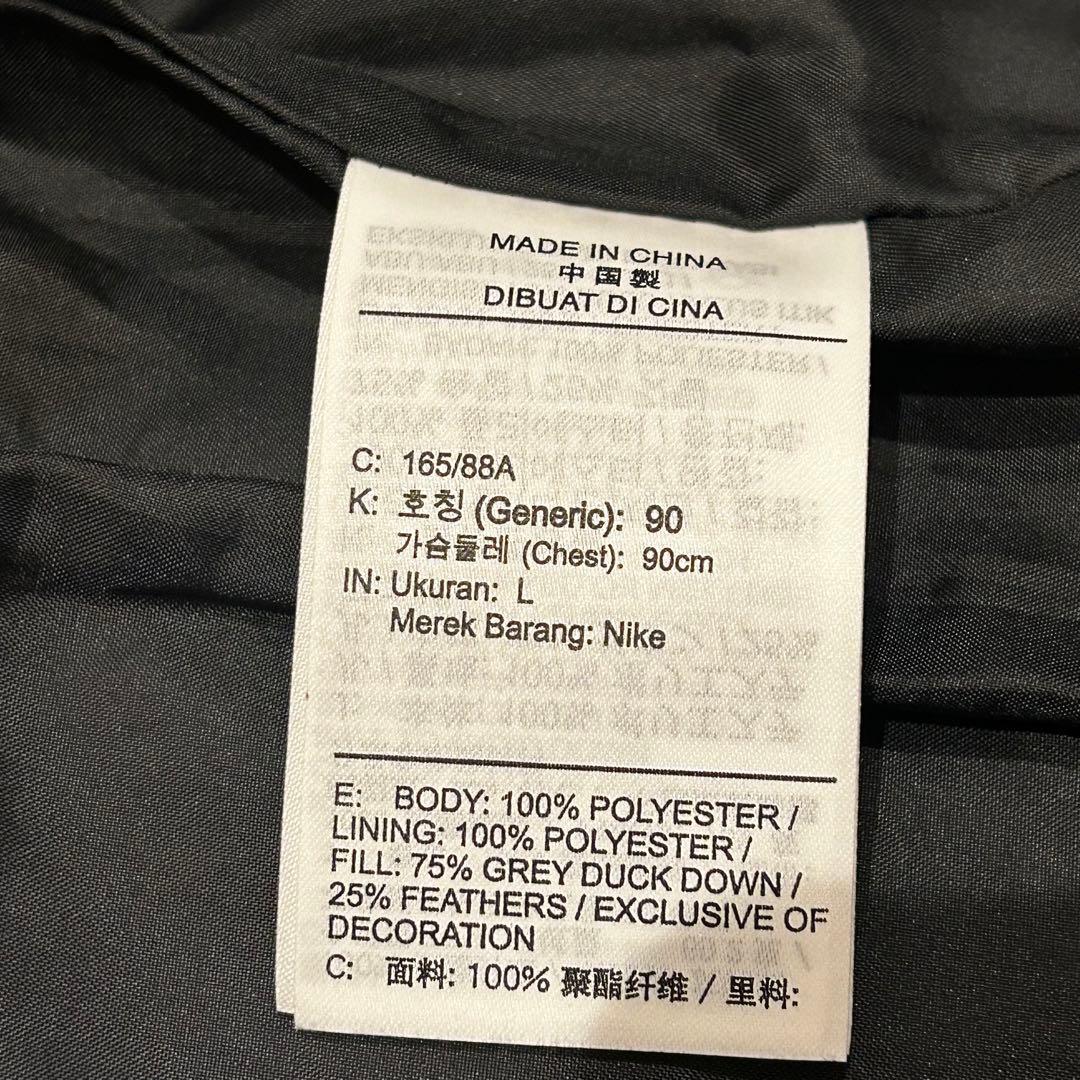 MADE IN CHINA
中国製
DIBUAT DI CINA
C: 165/88A
K: 호칭 (Generic): 90
가슴둘레 (Chest): 90cm
IN: Ukuran: L
Merek Barang: Nike
E: BODY: 100% POLYESTER /
LINING: 100% POLYESTER /
FILL: 75% GREY DUCK DOWN /
25% FEATHERS / EXCLUSIVE OF
DECORATION
C: 面料: 100% 聚酯纤维 / 里料: